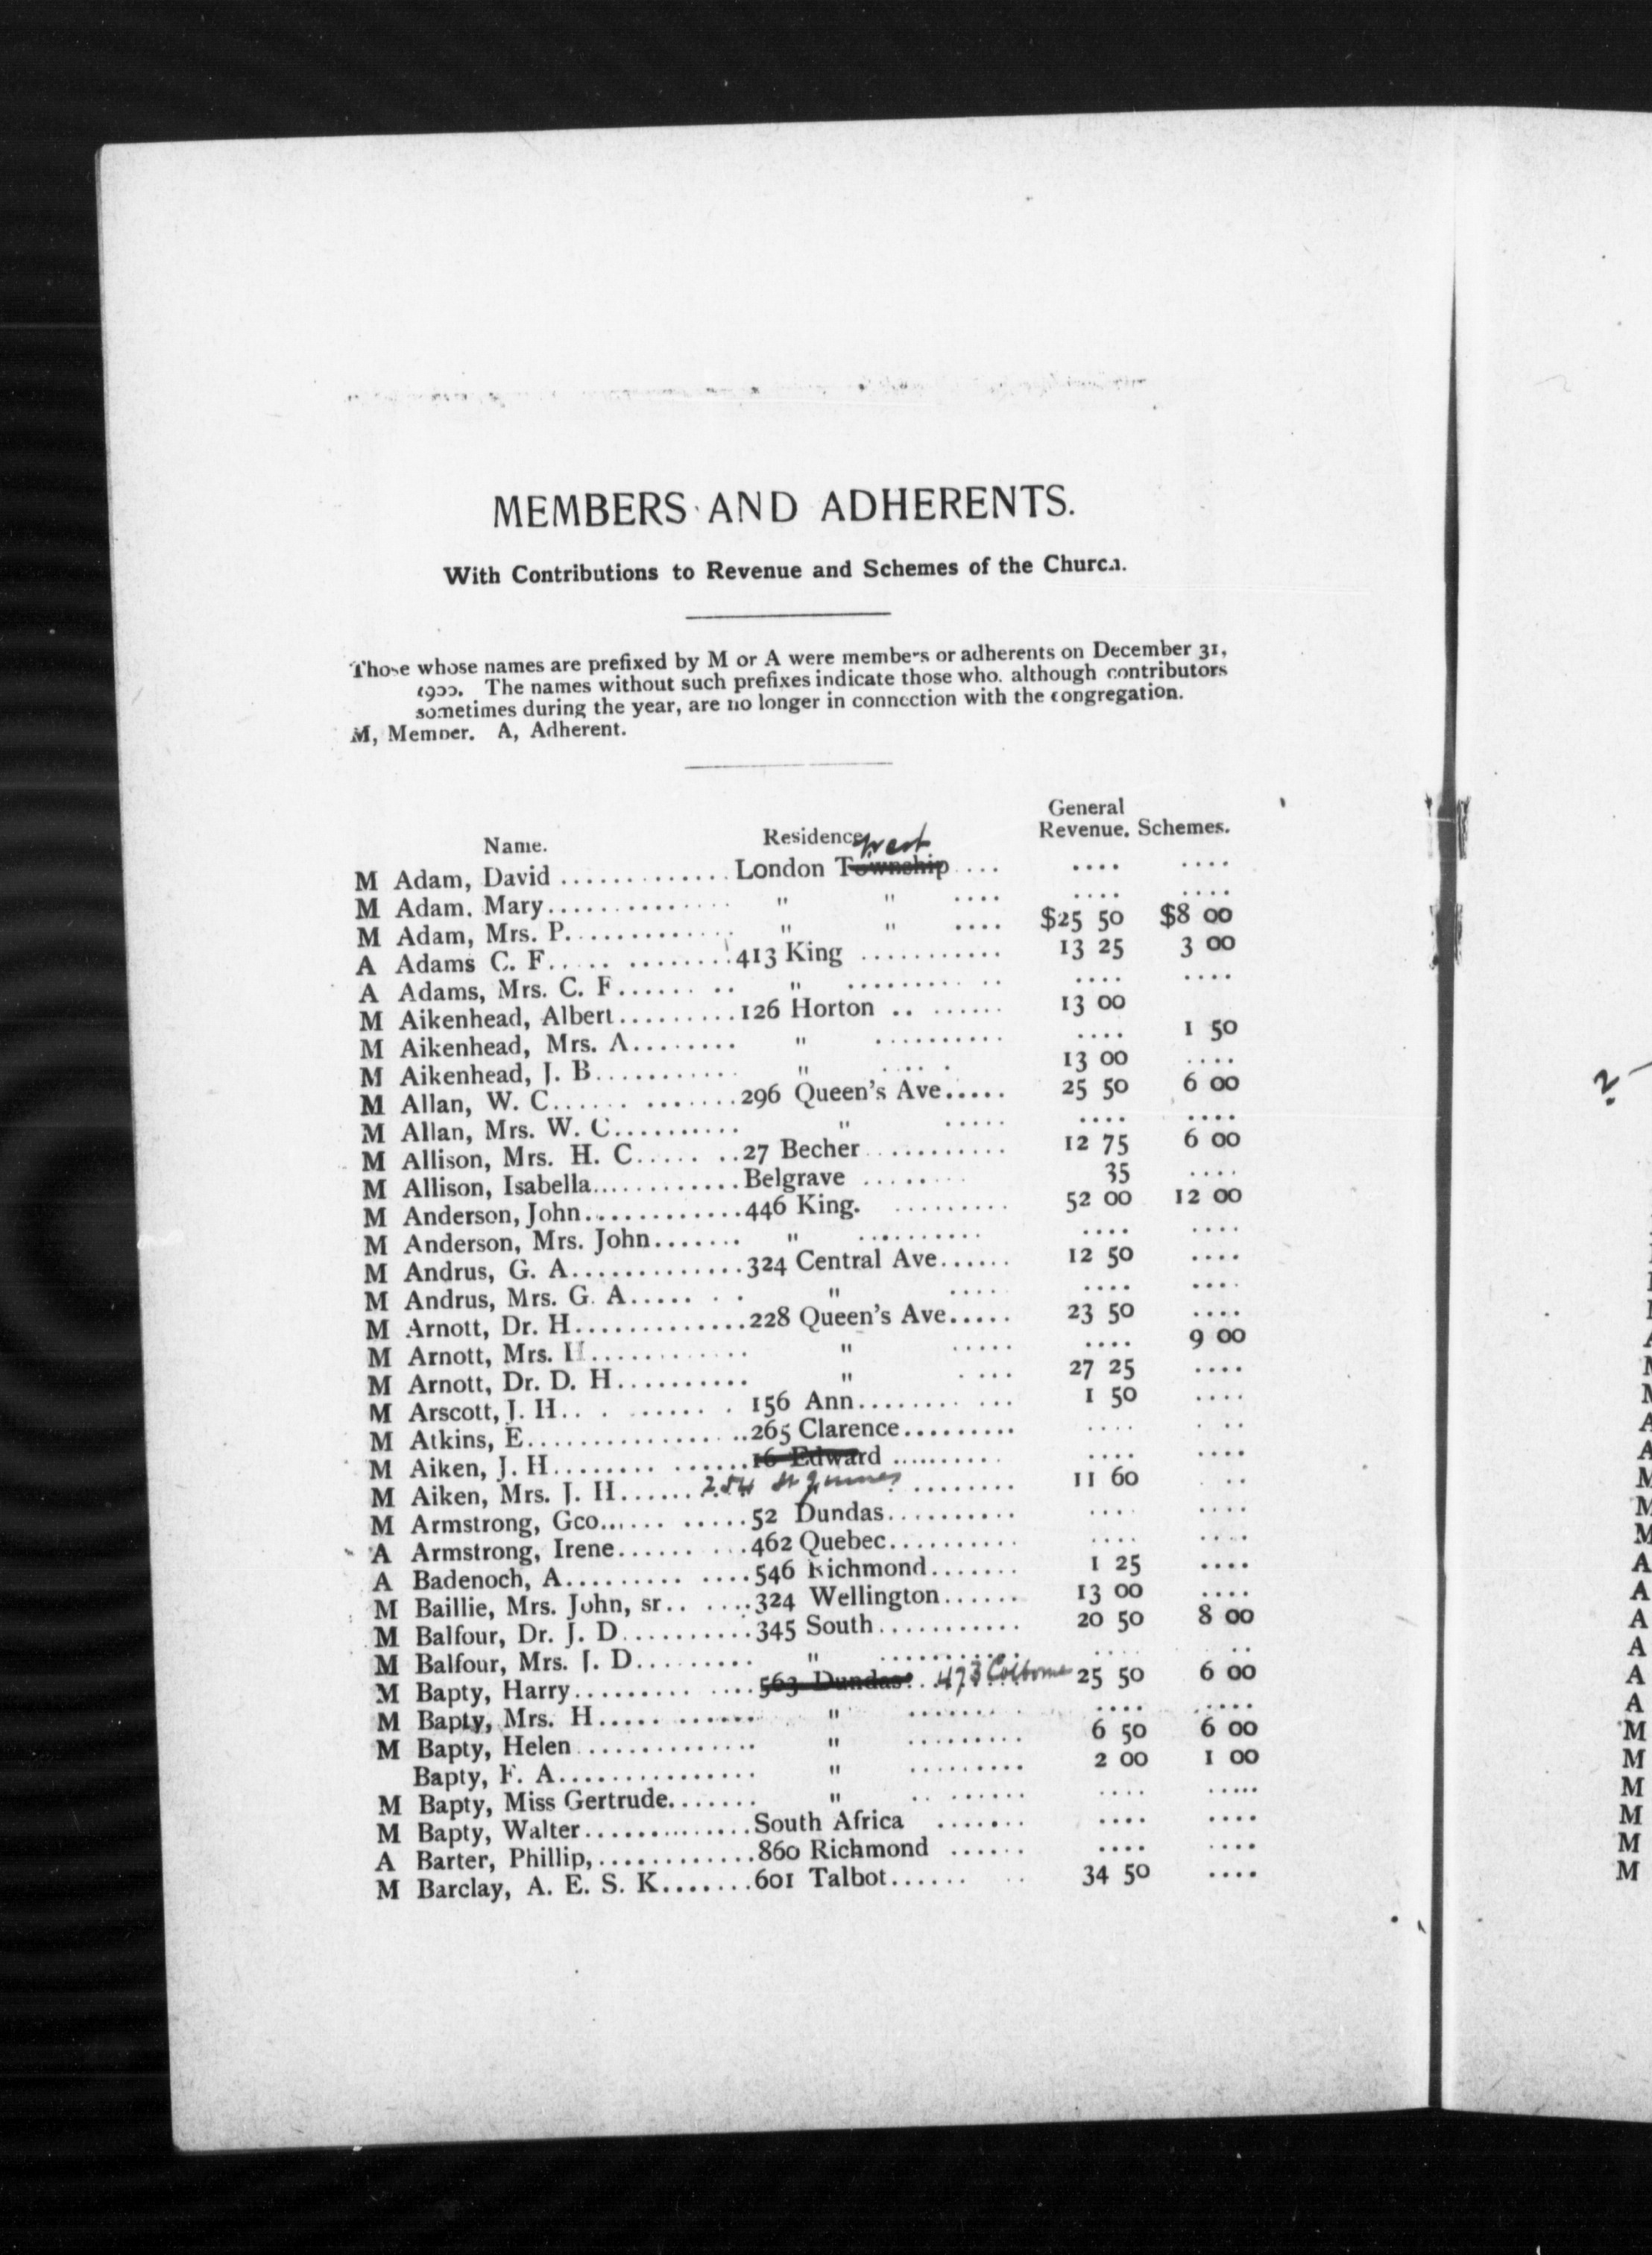 MEMBERS AND ADHERENTS.
With Contributions to Revenue and Schemes of the Church.
Those whose names are prefixed by M or A were members or adherents on December 31,
1900. The names without such prefixes indicate those who. although contributors
sometimes during the year, are no longer in connection with the congregation.
M, Member. A, Adherent.
General
Name. Residence Revenue. Schemes.
west
M Adam, David ............. London Township .... .... ....
M Adam. Mary.............. " " .... .... ....
M Adam, Mrs. P............. " " .... $25 50 $8 00
A Adams C. F..... ........413 King ........... 13 25 3 00
A Adams, Mrs. C. F...... .. " .......... .. .... ....
M Aikenhead, Albert.........126 Horton .. ...... 13 00
M Aikenhead, Mrs. A........ " .......... .... 1 50
M Aikenhead, J. B........... " .... . 13 00 ....
M Allan, W. C...... .......296 Queen's Ave..... 25 50 6 00
M Allan, Mrs. W. C.......... " ..... .... ....
M Allison, Mrs. H. C..... ..27 Becher ........... 12 75 6 00
M Allison, Isabella............Belgrave ........ 35 ....
M Anderson, John............446 King. ......... 52 00 12 00
M Anderson, Mrs. John....... " .......... .... ....
M Andrus, G. A.............324 Central Ave...... 12 50 ....
M Andrus, Mrs. G. A..... . . " ..... .... ....
M Arnott, Dr. H.............228 Queen's Ave..... 23 50 ....
M Arnott, Mrs. H............ " ..... .... 9 00
M Arnott, Dr. D. H.......... " .... 27 25 ....
M Arscott, J. H.. . ...... . 156 Ann........ ... 1 50 ....
M Atkins, E.................265 Clarence......... .... . ..
M Aiken, J. H........ ......16 Edward .......... .... ....
M Aiken, Mrs. J. H...... 254 St James ........ 11 60 ..
M Armstrong, Geo...... .....52 Dundas.......... .... ....
A Armstrong, Irene...... ...462 Quebec.......... .... ....
A Badenoch, A......... ....546 Richmond....... 1 25 ....
M Baillie, Mrs. John, sr.. ....324 Wellington...... 13 00 ....
M Balfour, Dr. J. D..........345 South........... 20 50 8 00
M Balfour, Mrs. J. D......... " .......... .... ..
M Bapty, Harry......... ....563 Dundas. 473 Colborne 25 50 6 00
M Bapty, Mrs. H..... ...... " ........ . .... .....
M Bapty, Helen .............. " ......... 6 50 6 00
Bapty, F. A............... " ......... 2 00 1 00
M Bapty, Miss Gertrude....... " .. ...... .... .....
M Bapty, Walter.............South Africa ....... .... ....
A Barter, Phillip,............860 Richmond ...... .... ....
M Barclay, A. E. S. K.......601 Talbot...... .. 34 50 ....